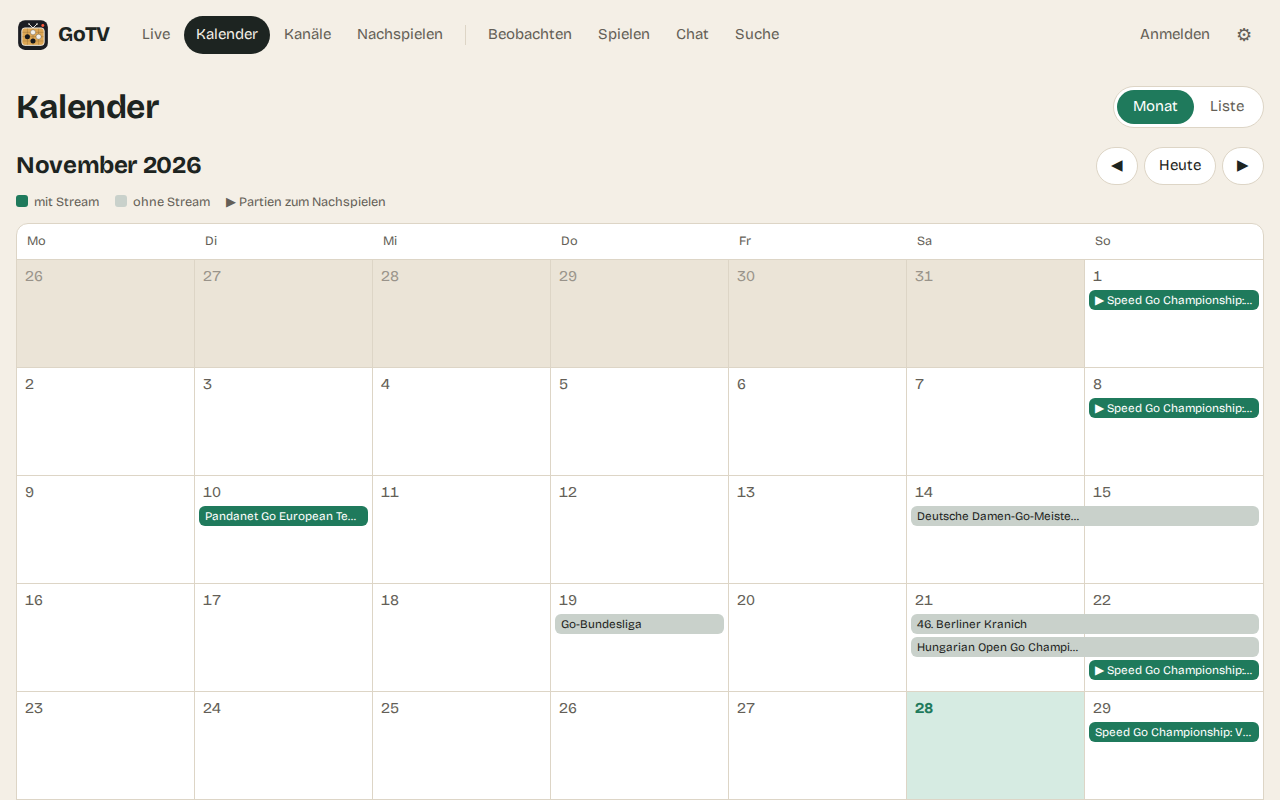 GoTV Live Kalender Kanäle Nachspielen Beobachten Spielen Chat Suche Anmelden
Kalender
Monat Liste
November 2026
Heute
mit Stream ohne Stream ▶ Partien zum Nachspielen
Mo Di Mi Do Fr Sa So
26 27 28 29 30 31 1
▶ Speed Go Championship:...
2 3 4 5 6 7 8
▶ Speed Go Championship:...
9 10 11 12 13 14 15
Pandanet Go European Te... Deutsche Damen-Go-Meiste...
16 17 18 19 20 21 22
Go-Bundesliga 46. Berliner Kranich
Hungarian Open Go Champi...
▶ Speed Go Championship:...
23 24 25 26 27 28 29
Speed Go Championship: V...